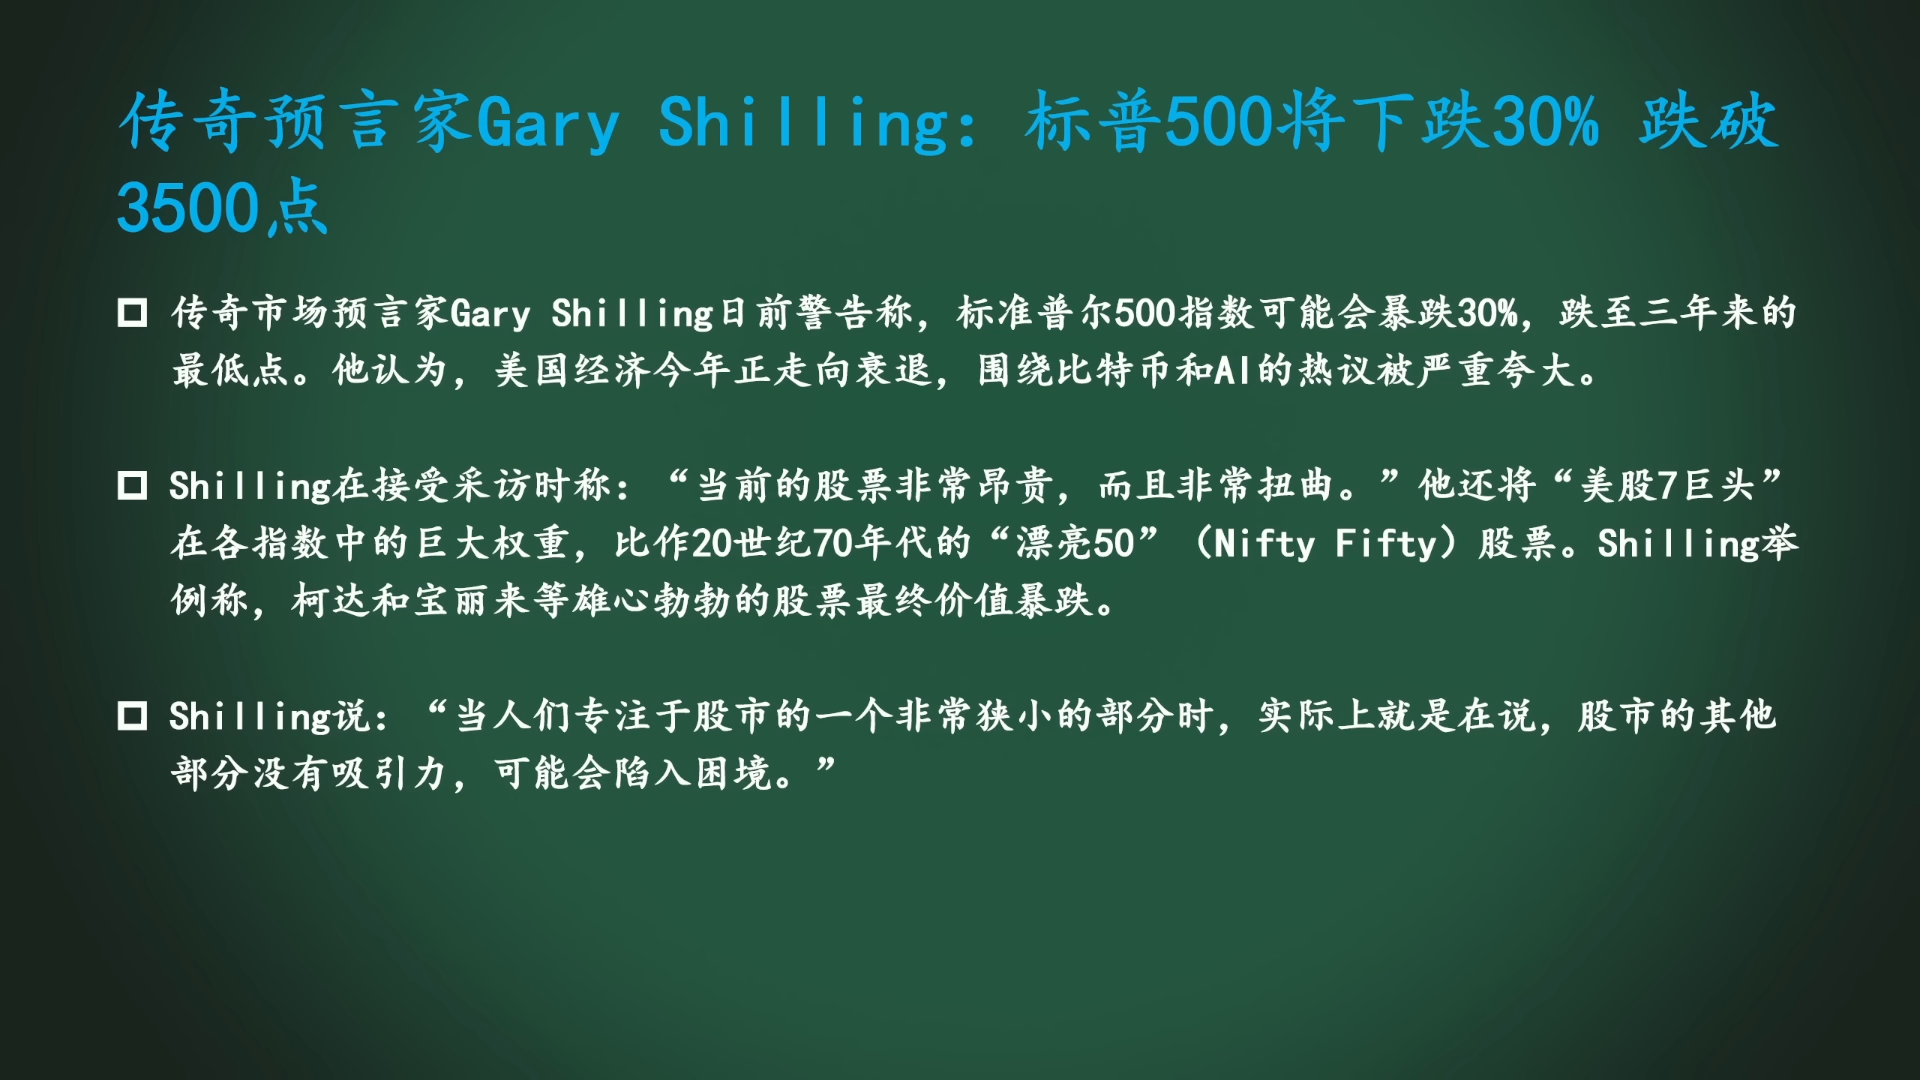 传奇预言家Gary Shilling：标普500将下跌30% 跌破
3500点
传奇市场预言家Gary Shilling日前警告称，标准普尔500指数可能会暴跌30%，跌至三年来的
最低点。他认为，美国经济今年正走向衰退，围绕比特币和AI的热议被严重夸大。
Shilling在接受采访时称：“当前的股票非常昂贵，而且非常扭曲。”他还将“美股7巨头”
在各指数中的巨大权重，比作20世纪70年代的“漂亮50”（Nifty Fifty）股票。Shilling举
例称，柯达和宝丽来等雄心勃勃的股票最终价值暴跌。
Shilling说：“当人们专注于股市的一个非常狭小的部分时，实际上就是在说，股市的其他
部分没有吸引力，可能会陷入困境。”